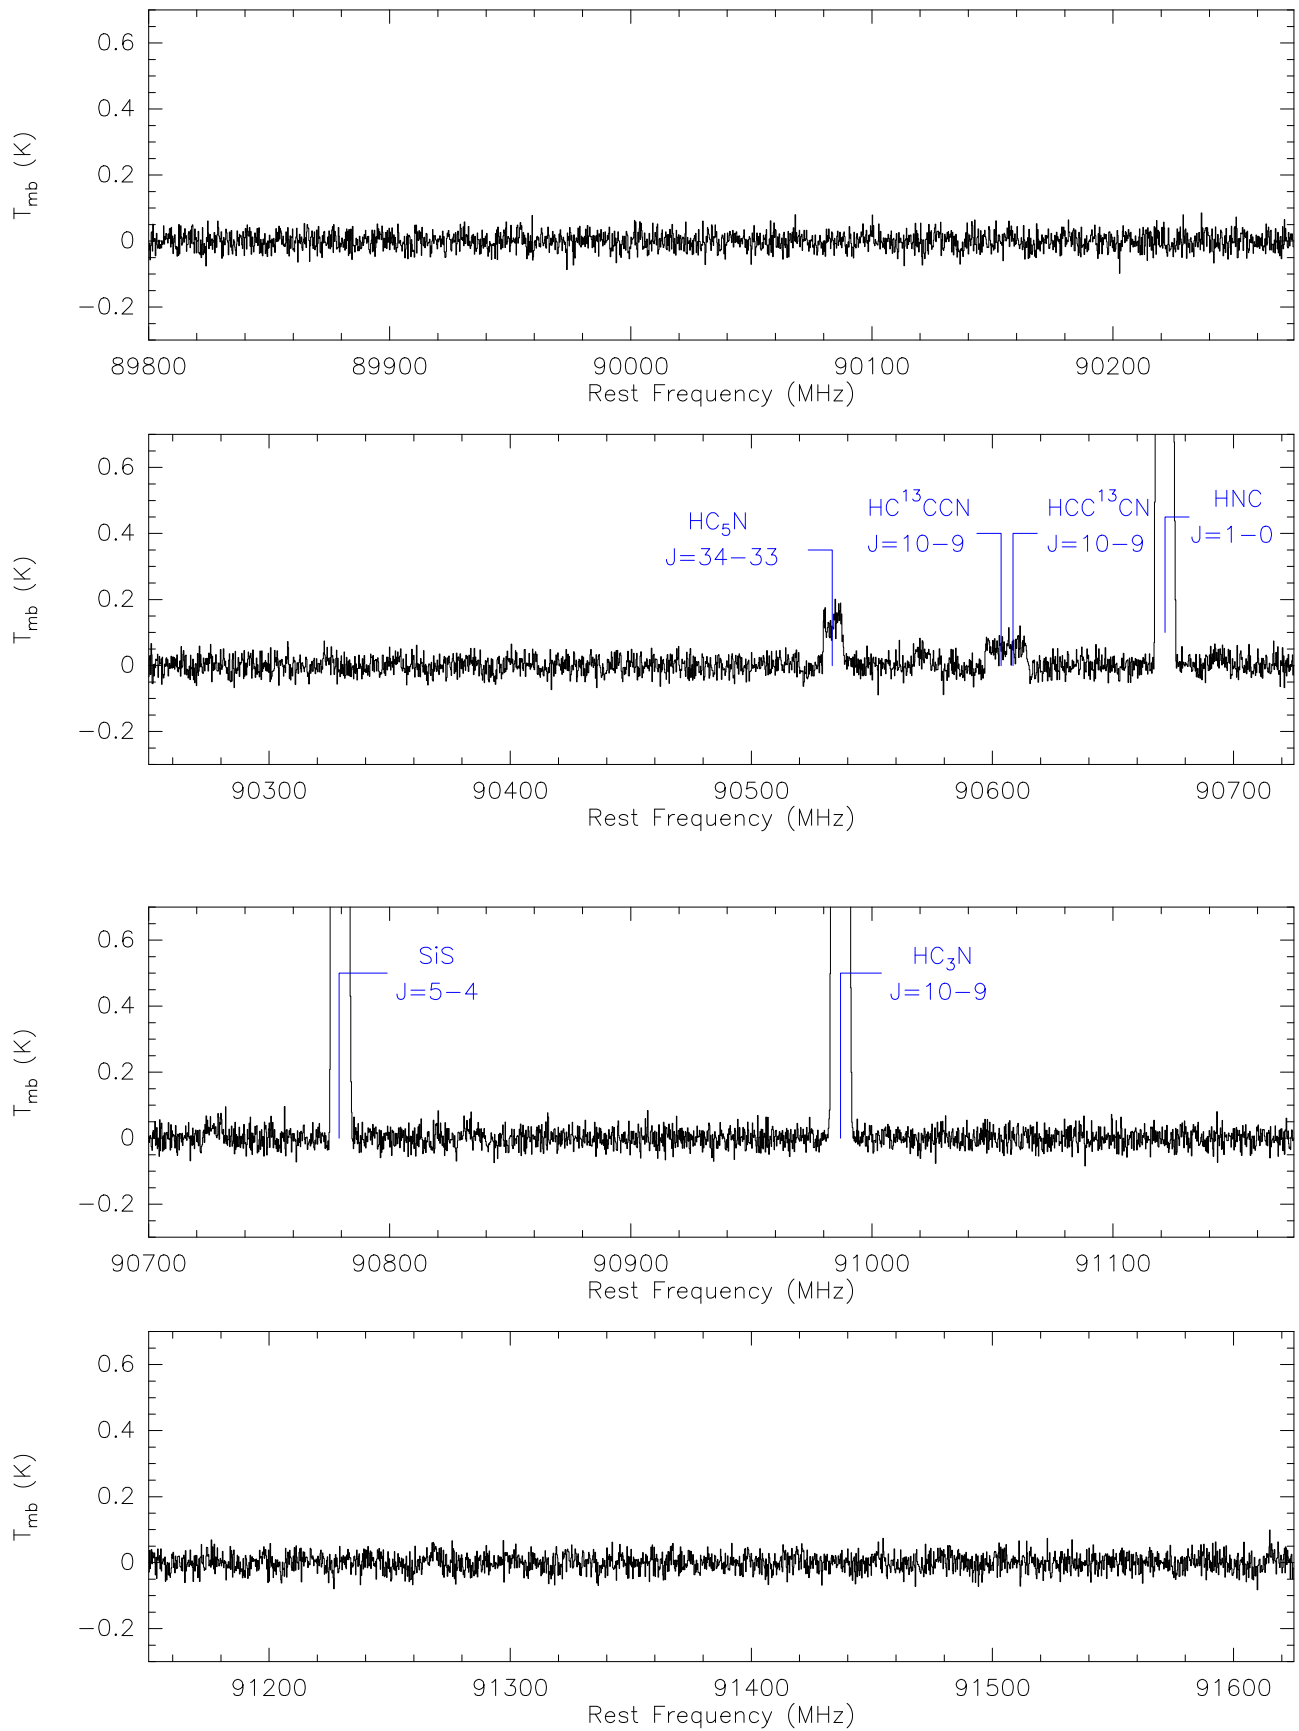 0.6
0.4
0.2
0
−0.2
T_mb (K)
89800 89900 90000 90100 90200
Rest Frequency (MHz)
0.6
0.4
0.2
0
−0.2
T_mb (K)
HC₅N
J=34−33
HC¹³CCN
J=10−9
HCC¹³CN
J=10−9
HNC
J=1−0
90300 90400 90500 90600 90700
Rest Frequency (MHz)
0.6
0.4
0.2
0
−0.2
T_mb (K)
SiS
J=5−4
HC₃N
J=10−9
90700 90800 90900 91000 91100
Rest Frequency (MHz)
0.6
0.4
0.2
0
−0.2
T_mb (K)
91200 91300 91400 91500 91600
Rest Frequency (MHz)